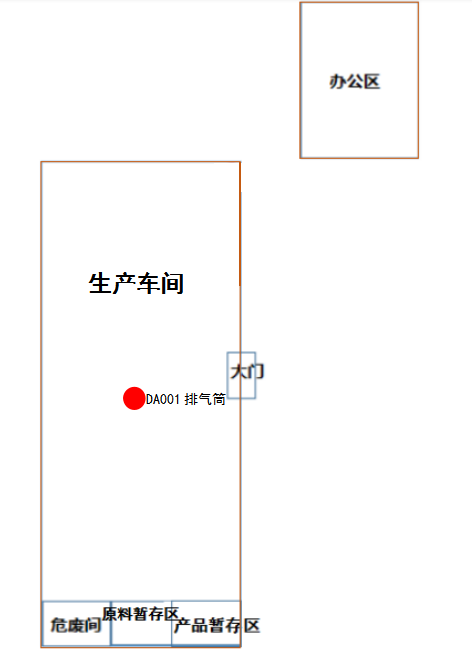 办公区
生产车间
大门
DA001 排气筒
原料暂存区
危废间
产品暂存区